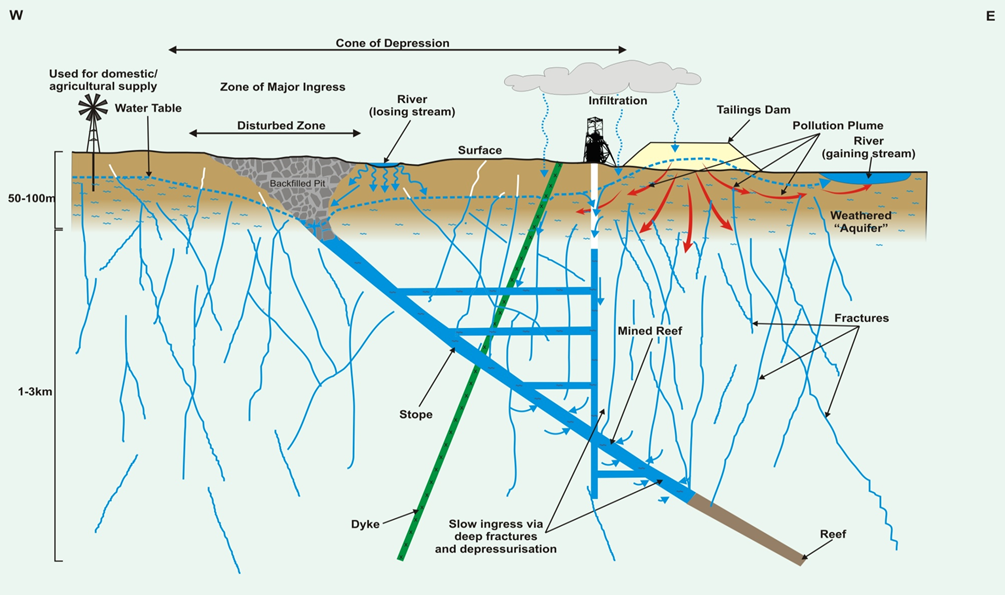 W
E
Cone of Depression
Used for domestic/
agricultural supply
Zone of Major Ingress
Water Table
River
(losing stream)
Infiltration
Tailings Dam
Disturbed Zone
Pollution Plume
River
(gaining stream)
Surface
Backfilled Pit
50-100m
Weathered
"Aquifer"
Mined Reef
Fractures
1-3km
Stope
Dyke
Slow ingress via
deep fractures
and depressurisation
Reef